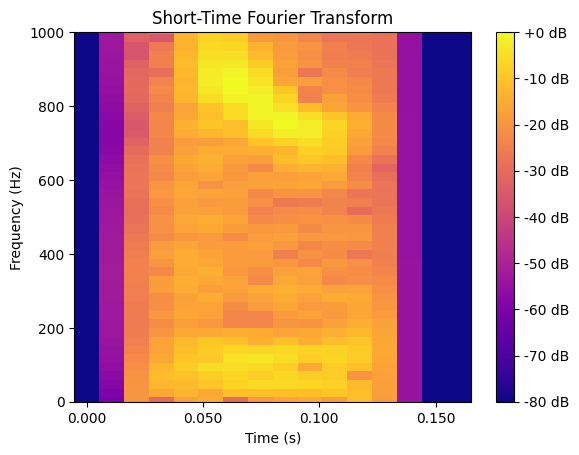 Short-Time Fourier Transform
1000
800
600
400
200
0
Frequency (Hz)
0.000
0.050
0.100
0.150
Time (s)
+0 dB
-10 dB
-20 dB
-30 dB
-40 dB
-50 dB
-60 dB
-70 dB
-80 dB